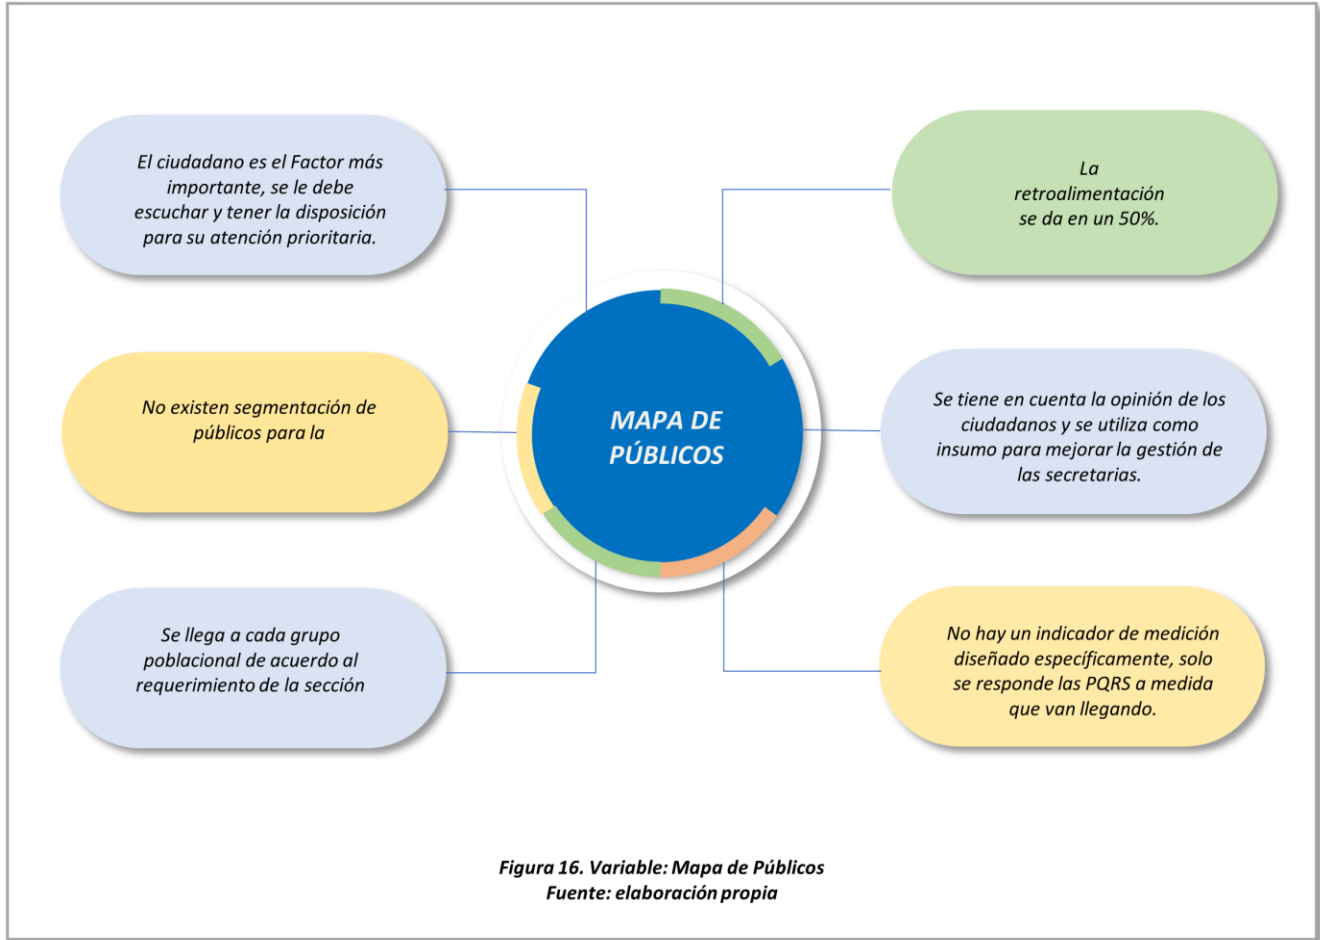 El ciudadano es el Factor más
importante, se le debe
escuchar y tener la disposición
para su atención prioritaria.
No existen segmentación de
públicos para la
Se llega a cada grupo
poblacional de acuerdo al
requerimiento de la sección
MAPA DE
PÚBLICOS
La
retroalimentación
se da en un 50%.
Se tiene en cuenta la opinión de los
ciudadanos y se utiliza como
insumo para mejorar la gestión de
las secretarias.
No hay un indicador de medición
diseñado específicamente, solo
se responde las PQRS a medida
que van llegando.
Figura 16. Variable: Mapa de Públicos
Fuente: elaboración propia